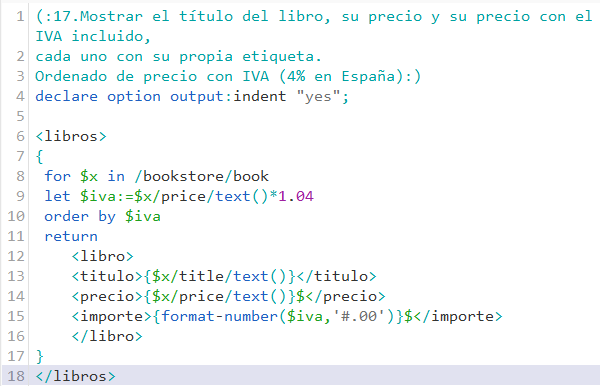 1 (:17.Mostrar el título del libro, su precio y su precio con el
IVA incluido,
2 cada uno con su propia etiqueta.
3 Ordenado de precio con IVA (4% en España):)
4 declare option output:indent "yes";
5
6 <libros>
7 {
8 for $x in /bookstore/book
9 let $iva:=$x/price/text()*1.04
10 order by $iva
11 return
12 <libro>
13 <titulo>{$x/title/text()}</titulo>
14 <precio>{$x/price/text()}$</precio>
15 <importe>{format-number($iva,'#.00')}$</importe>
16 </libro>
17 }
18 </libros>